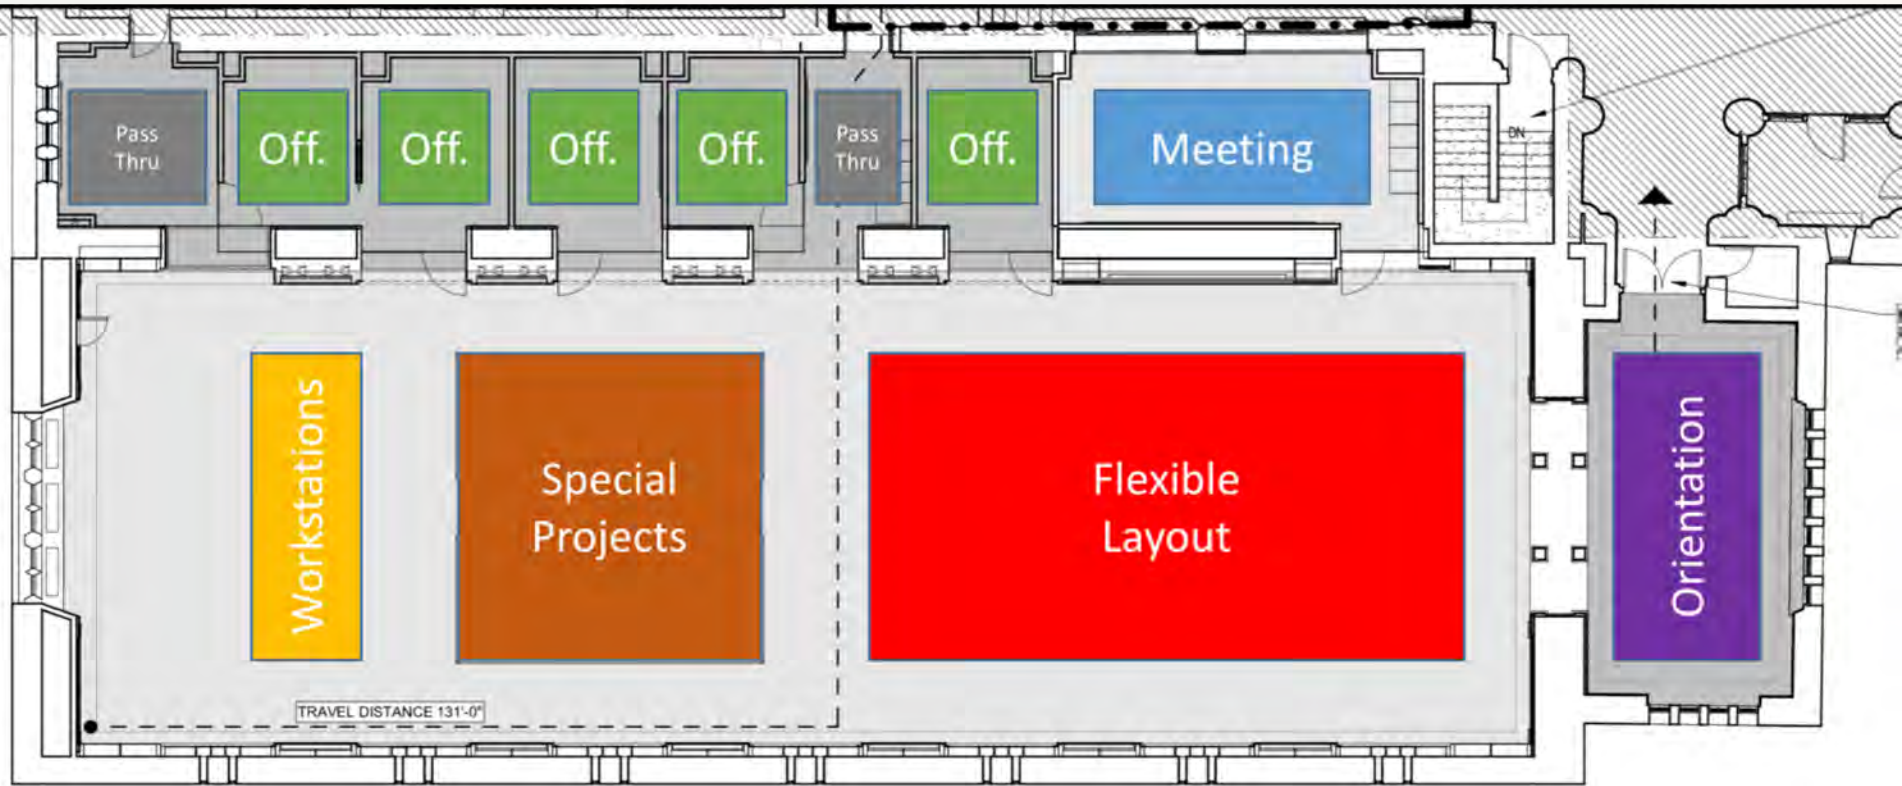 Pass
Thru
Off.
Off.
Off.
Off.
Pass
Thru
Off.
Meeting
DN
Workstations
Special
Projects
Flexible
Layout
Orientation
TRAVEL DISTANCE 131'-0"